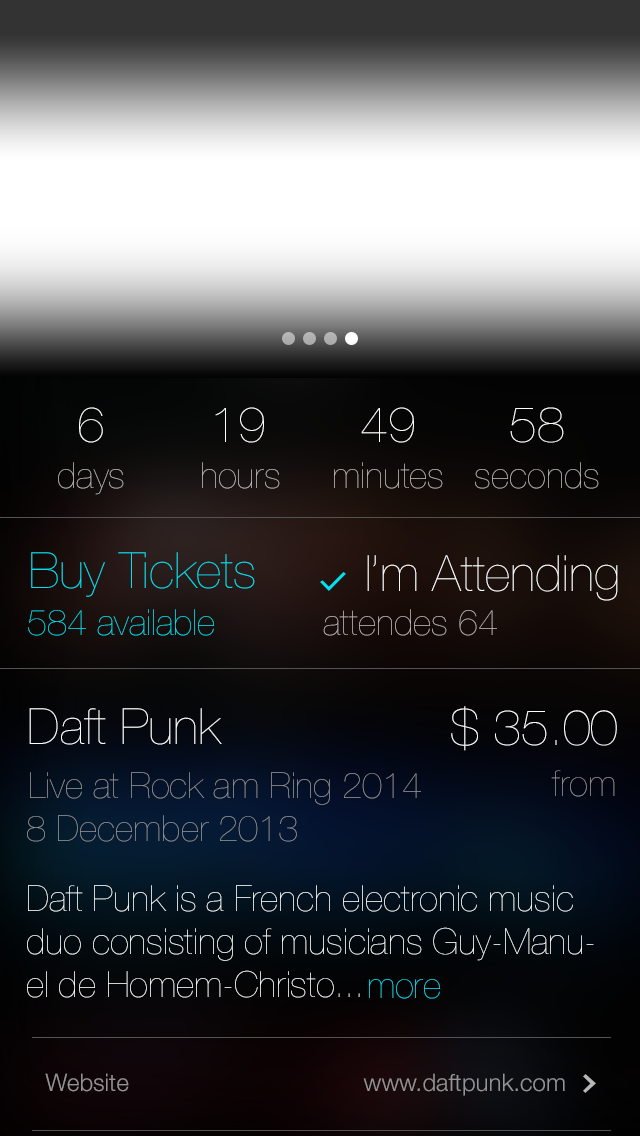 6 19 49 58
days hours minutes seconds
Buy Tickets I'm Attending
584 available attendes 64
Daft Punk $ 35.00
Live at Rock am Ring 2014 from
8 December 2013
Daft Punk is a French electronic music
duo consisting of musicians Guy-Manu-
el de Homem-Christo...more
Website www.daftpunk.com